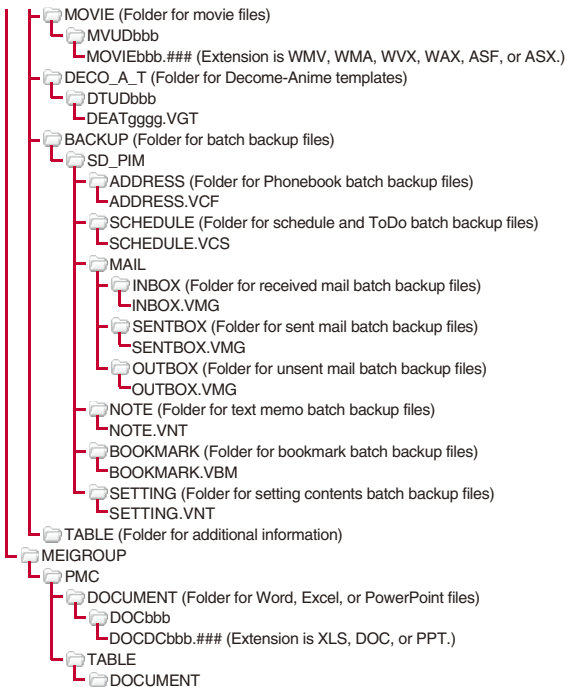 MOVIE (Folder for movie files)
MVUDbbb
MOVIEbbb.### (Extension is WMV, WMA, WVX, WAX, ASF, or ASX.)
DECO_A_T (Folder for Decome-Anime templates)
DTUDbbb
DEATgggg.VGT
BACKUP (Folder for batch backup files)
SD_PIM
ADDRESS (Folder for Phonebook batch backup files)
ADDRESS.VCF
SCHEDULE (Folder for schedule and ToDo batch backup files)
SCHEDULE.VCS
MAIL
INBOX (Folder for received mail batch backup files)
INBOX.VMG
SENTBOX (Folder for sent mail batch backup files)
SENTBOX.VMG
OUTBOX (Folder for unsent mail batch backup files)
OUTBOX.VMG
NOTE (Folder for text memo batch backup files)
NOTE.VNT
BOOKMARK (Folder for bookmark batch backup files)
BOOKMARK.VBM
SETTING (Folder for setting contents batch backup files)
SETTING.VNT
TABLE (Folder for additional information)
MEIGROUP
PMC
DOCUMENT (Folder for Word, Excel, or PowerPoint files)
DOCbbb
DOCDCbbb.### (Extension is XLS, DOC, or PPT.)
TABLE
DOCUMENT